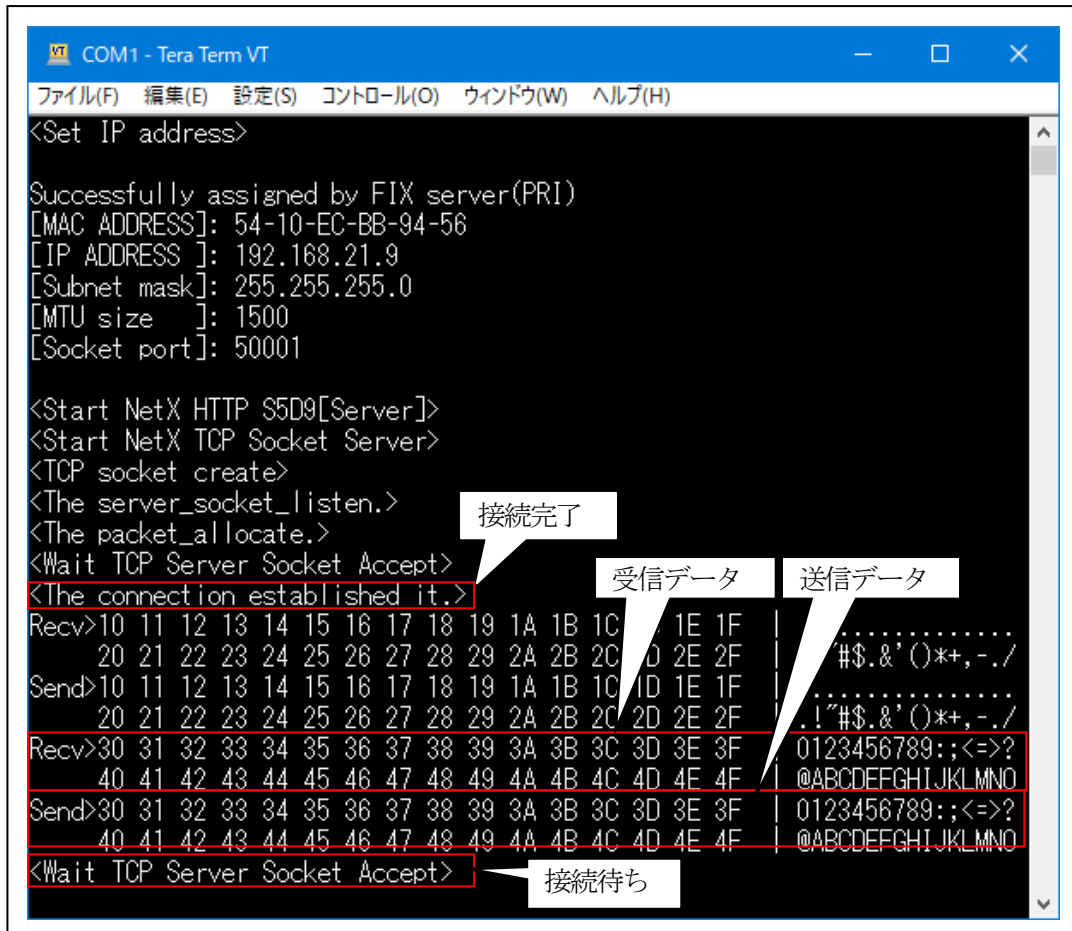 COM1 - Tera Term VT
ファイル(F) 編集(E) 設定(S) コントロール(O) ウィンドウ(W) ヘルプ(H)
<Set IP address>
Successfully assigned by FIX server(PRI)
[MAC ADDRESS]: 54-10-EC-BB-94-56
[IP ADDRESS ]: 192.168.21.9
[Subnet mask]: 255.255.255.0
[MTU size   ]: 1500
[Socket port]: 50001
<Start NetX HTTP S5D9[Server]>
<Start NetX TCP Socket Server>
<TCP socket create>
<The server_socket_listen.>
接続完了
<The packet_allocate.>
<Wait TCP Server Socket Accept>
受信データ 送信データ
<The connection established it.>
Recv>10 11 12 13 14 15 16 17 18 19 1A 1B 1C 1E 1F | ..............
20 21 22 23 24 25 26 27 28 29 2A 2B 2C 2E 2F | "#$.&'()*+,-./
Send>10 11 12 13 14 15 16 17 18 19 1A 1B 1C 1D 1E 1F | ................
20 21 22 23 24 25 26 27 28 29 2A 2B 2C 2D 2E 2F | .!"#$.&'()*+,-./
Recv>30 31 32 33 34 35 36 37 38 39 3A 3B 3C 3D 3E 3F | 0123456789:;<=>?
40 41 42 43 44 45 46 47 48 49 4A 4B 4C 4D 4E 4F | @ABCDEFGHIJKLMNO
Send>30 31 32 33 34 35 36 37 38 39 3A 3B 3C 3D 3E 3F | 0123456789:;<=>?
40 41 42 43 44 45 46 47 48 49 4A 4B 4C 4D 4E 4F | @ABCDEFGHIJKLMNO
<Wait TCP Server Socket Accept>
接続待ち